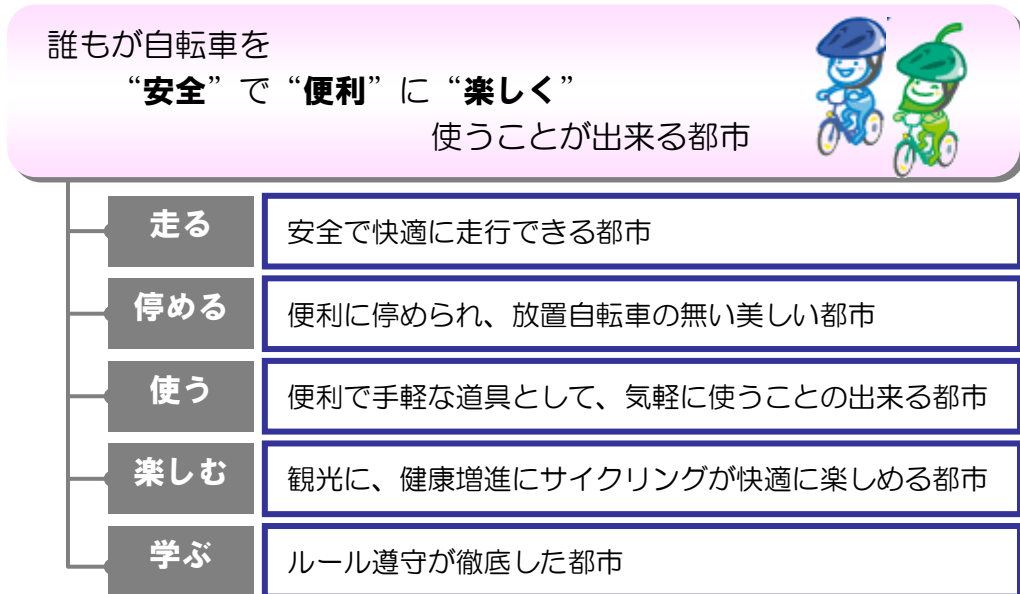 誰もが自転車を
“安全”で“便利”に“楽しく”
使うことが出来る都市
走る
安全で快適に走行できる都市
停める
便利に停められ、放置自転車の無い美しい都市
使う
便利で手軽な道具として、気軽に使うことの出来る都市
楽しむ
観光に、健康増進にサイクリングが快適に楽しめる都市
学ぶ
ルール遵守が徹底した都市